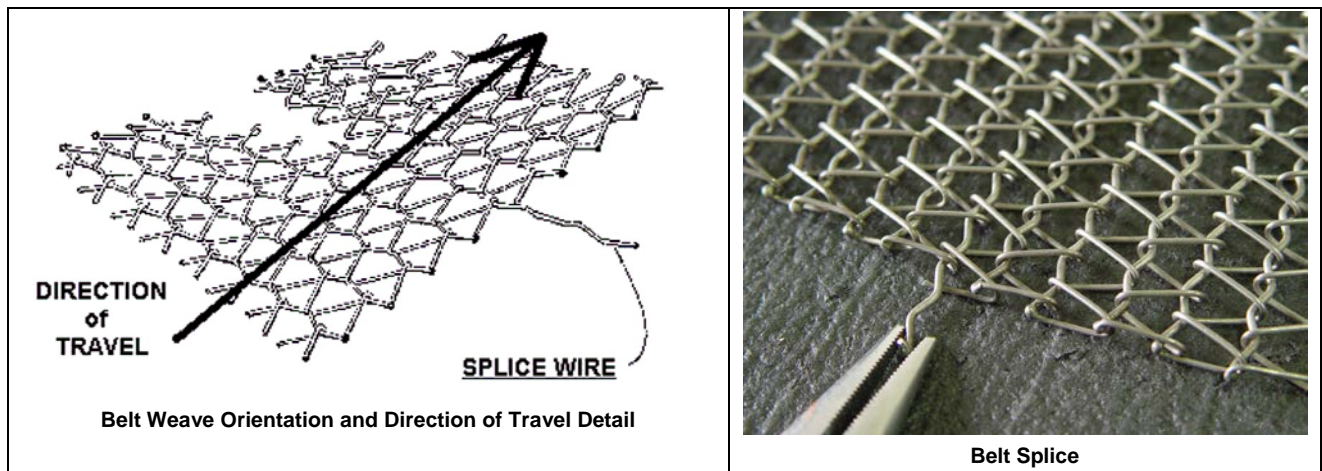 DIRECTION
of
TRAVEL
SPLICE WIRE
Belt Weave Orientation and Direction of Travel Detail
Belt Splice